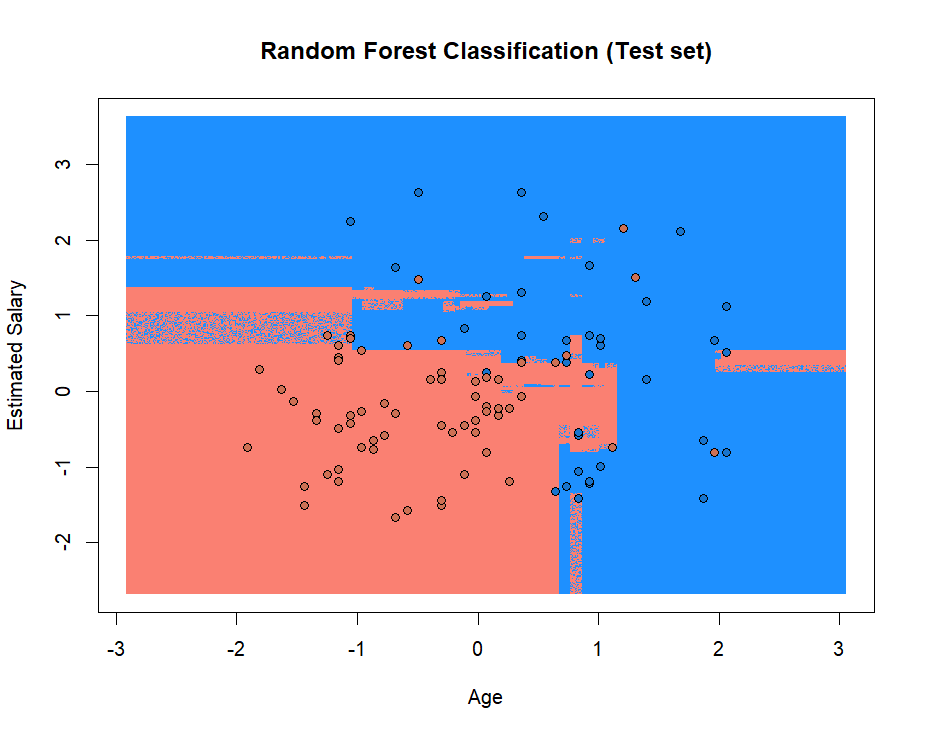 Random Forest Classification (Test set)
Estimated Salary
3
2
1
0
-1
-2
-3 -2 -1 0 1 2 3
Age